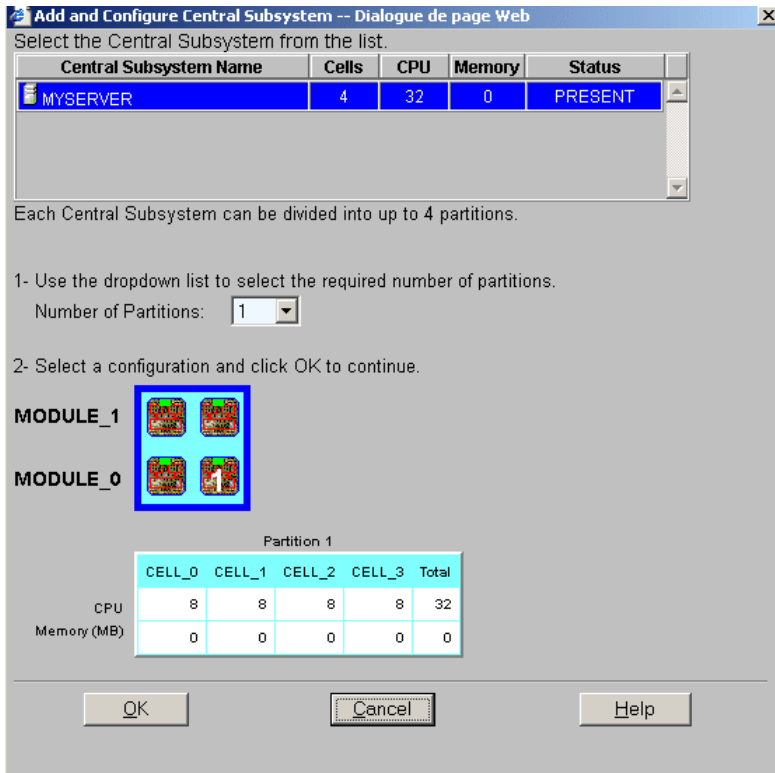 Add and Configure Central Subsystem -- Dialogue de page Web
Select the Central Subsystem from the list.
Central Subsystem Name Cells CPU Memory Status
MYSERVER 4 32 0 PRESENT
Each Central Subsystem can be divided into up to 4 partitions.
1- Use the dropdown list to select the required number of partitions.
Number of Partitions: 1
2- Select a configuration and click OK to continue.
MODULE_1
MODULE_0 1
Partition 1
CELL_0 CELL_1 CELL_2 CELL_3 Total
CPU 8 8 8 8 32
Memory (MB) 0 0 0 0 0
OK Cancel Help